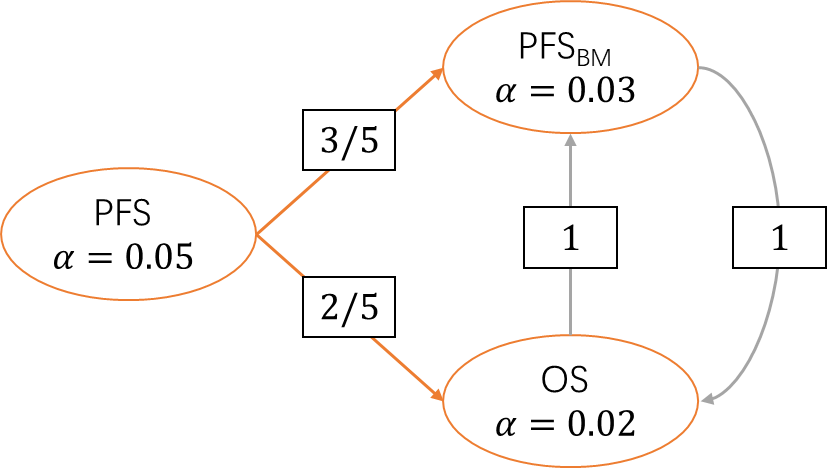 PFS
α = 0.05
3/5
2/5
PFS_BM
α = 0.03
1
1
OS
α = 0.02